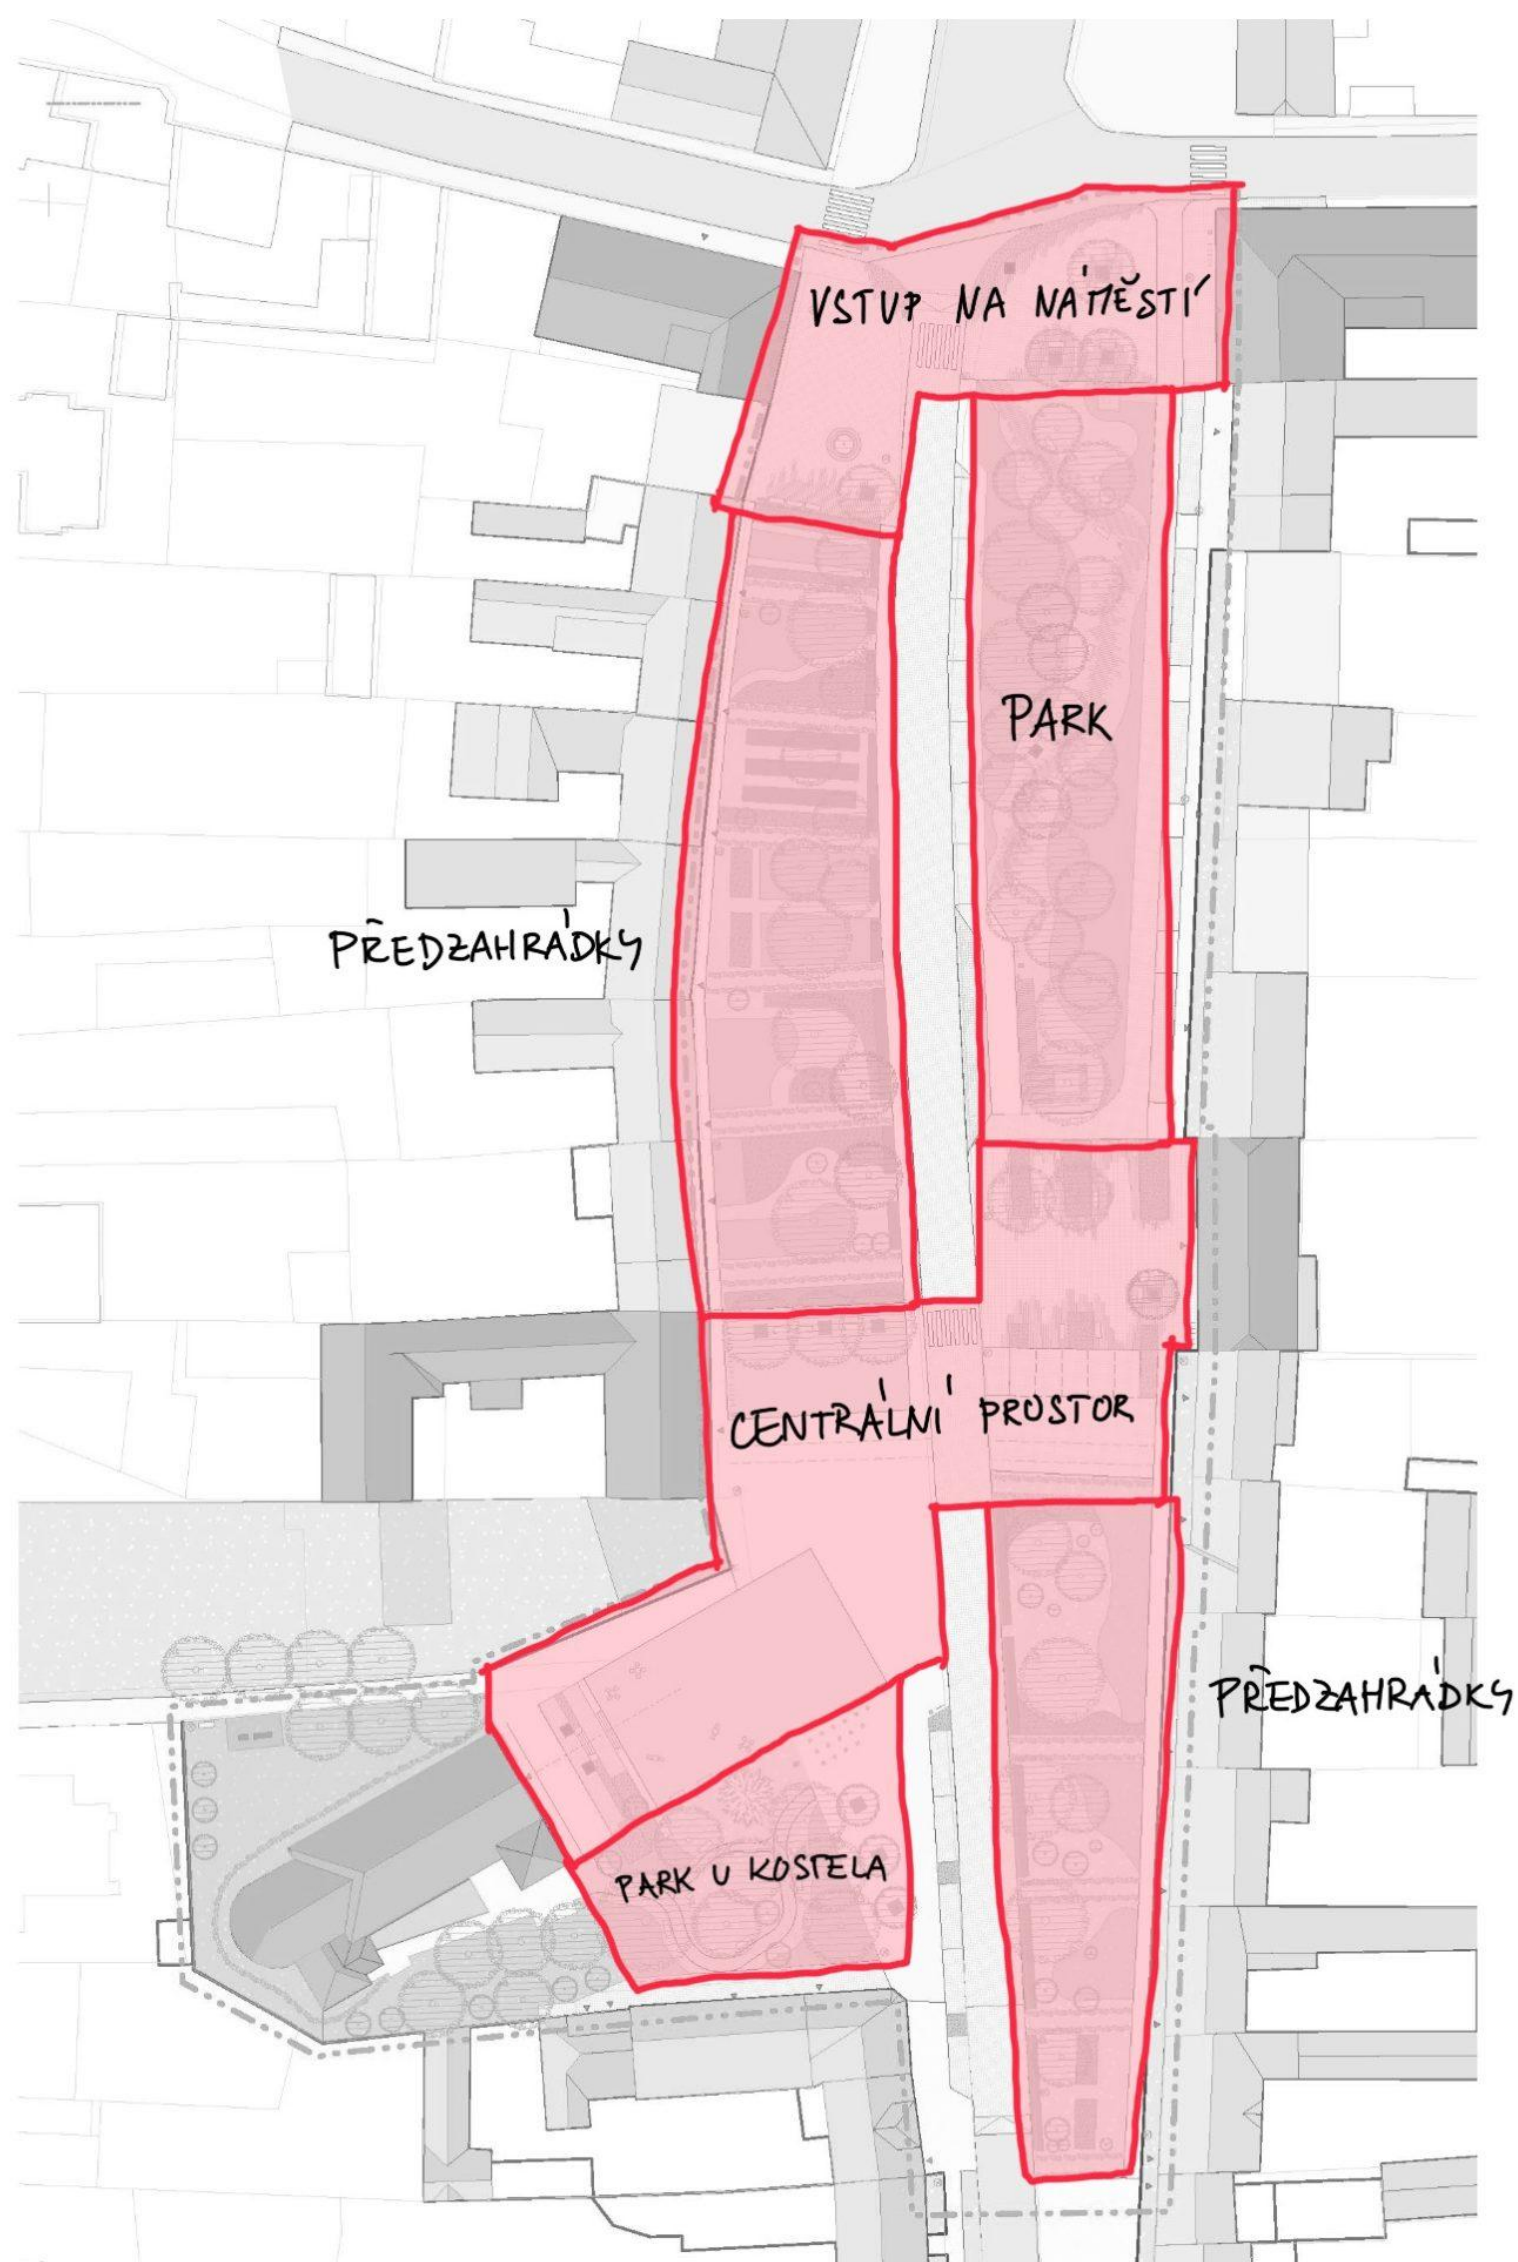 VSTUP NA NÁMĚSTÍ
PARK
PŘEDZAHRÁDKY
CENTRÁLNÍ PROSTOR
PŘEDZAHRÁDKY
PARK U KOSTELA